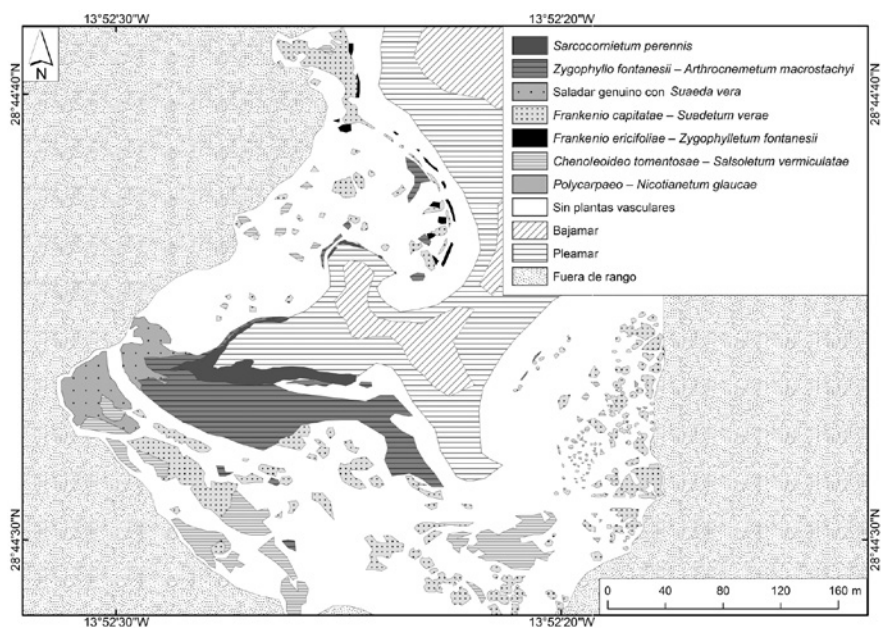 13°52'30"W 13°52'20"W
N
28°44'40"N 28°44'40"N
Sarcocornietum perennis
Zygophyllo fontanesii – Arthrocnemetum macrostachyi
Saladar genuino con Suaeda vera
Frankenio capitatae – Suadetum verae
Frankenio ericifoliae – Zygophylletum fontanesii
Chenoleoideo tomentosae – Salsoletum vermiculatae
Polycarpaeo – Nicotianetum glaucae
Sin plantas vasculares
Bajamar
Pleamar
Fuera de rango
28°44'30"N 28°44'30"N
0 40 80 120 160 m
13°52'30"W 13°52'20"W